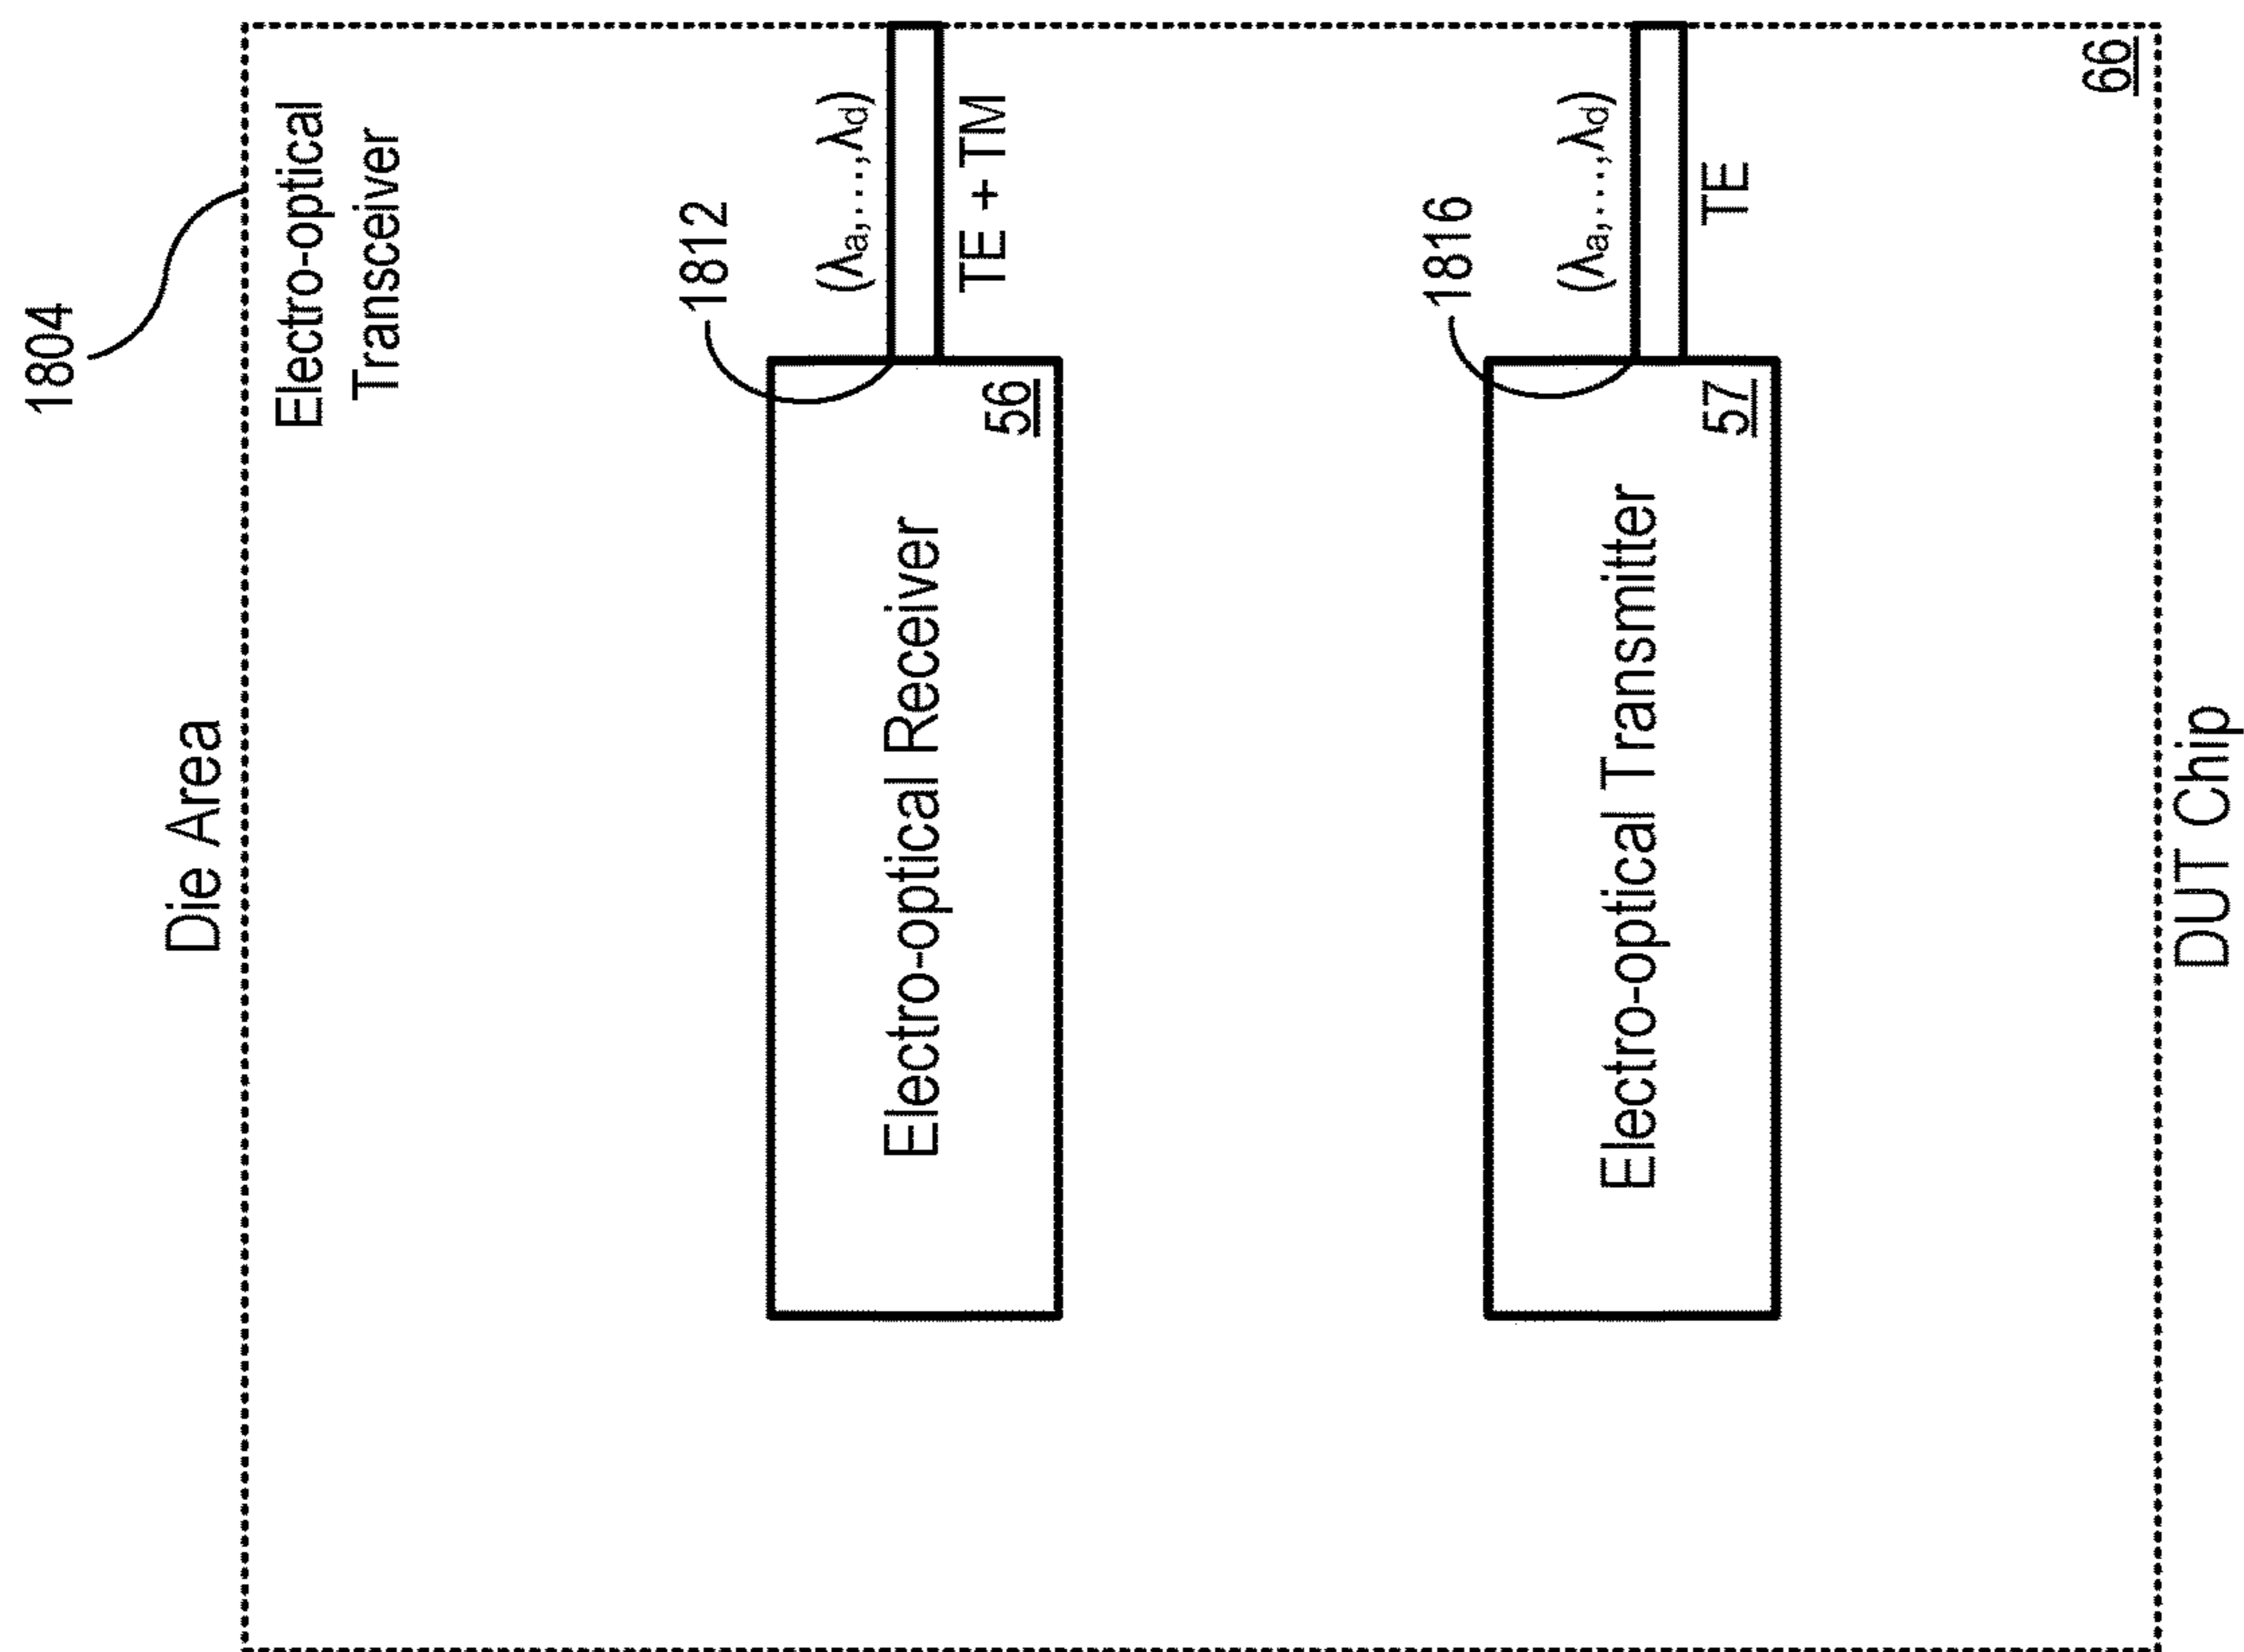 1804
Die Area
Electro-optical
Transceiver
1812
(λa,...,λd)
TE + TM
56
Electro-optical Receiver
1816
(λa,...,λd)
TE
57
Electro-optical Transmitter
66
DUT Chip